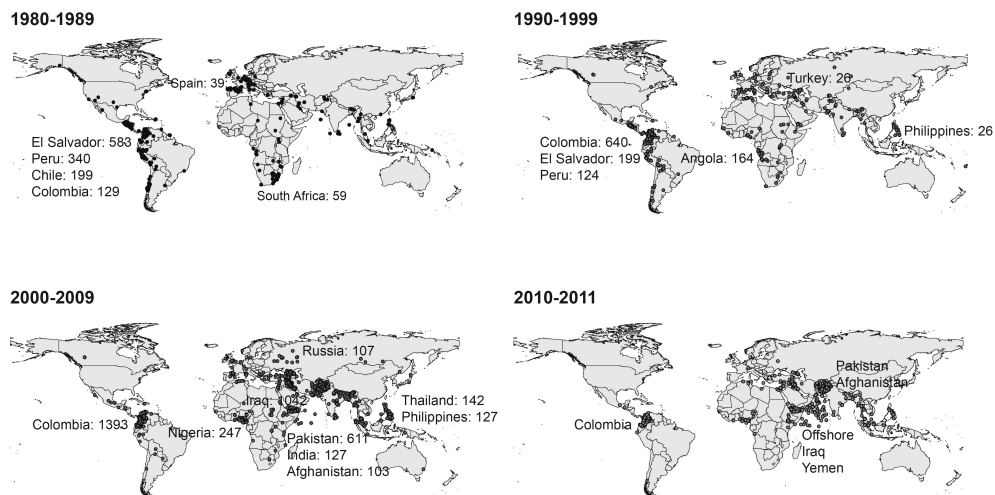 1980-1989
Spain: 39
El Salvador: 583
Peru: 340
Chile: 199
Colombia: 129
South Africa: 59
1990-1999
Turkey: 26
Philippines: 26
Colombia: 640
El Salvador: 199
Peru: 124
Angola: 164
2000-2009
Russia: 107
Iraq: 1042
Thailand: 142
Philippines: 127
Colombia: 1393
Nigeria: 247
Pakistan: 611
India: 127
Afghanistan: 103
2010-2011
Pakistan
Afghanistan
Colombia
Offshore
Iraq
Yemen